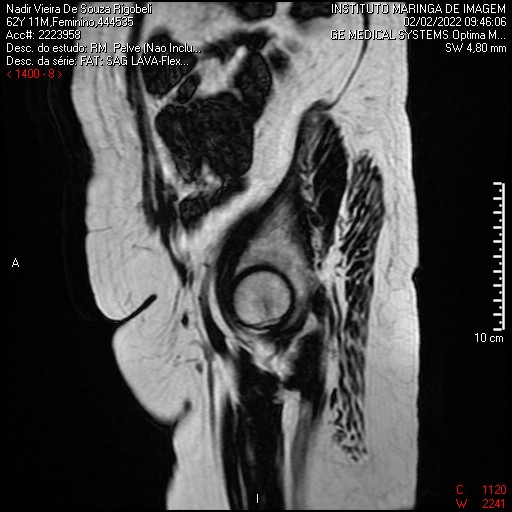 Nadir Vieira De Souza Rigobeli
62Y 11M,Feminino,444535
Acc#: 2223958
Desc. do estudo: RM  Pelve (Nao Inclu...
Desc. da série: FAT: SAG LAVA-Flex...
< 1400 - 8 >
INSTITUTO MARINGA DE IMAGEM
02/02/2022 09:46:06
GE MEDICAL SYSTEMS Optima M...
SW 4,80 mm
A
10 cm
I
C 1120
W 2241